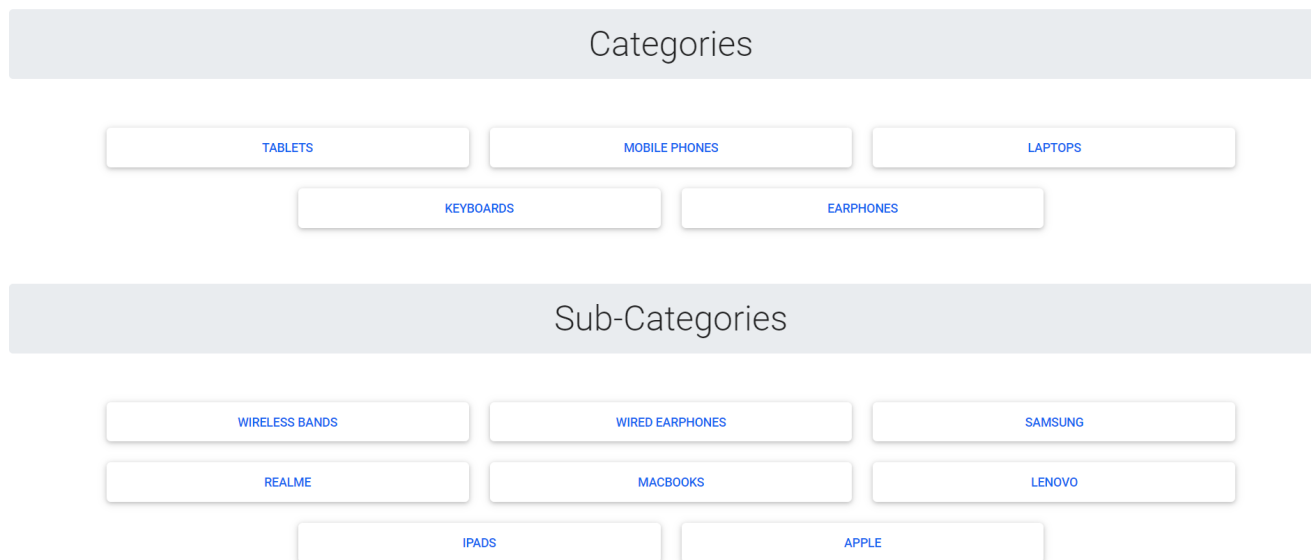 Categories
TABLETS
MOBILE PHONES
LAPTOPS
KEYBOARDS
EARPHONES
Sub-Categories
WIRELESS BANDS
WIRED EARPHONES
SAMSUNG
REALME
MACBOOKS
LENOVO
IPADS
APPLE